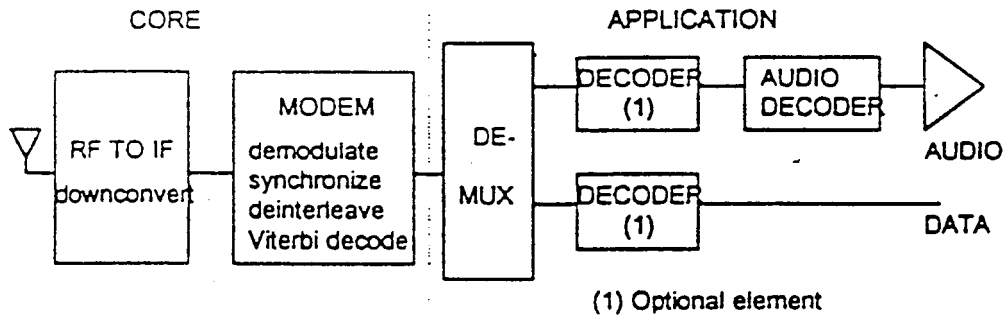 CORE
APPLICATION
RF TO IF
downconvert
MODEM
demodulate
synchronize
deinterleave
Viterbi decode
DE-
MUX
DECODER
(1)
AUDIO
DECODER
AUDIO
DECODER
(1)
DATA
(1) Optional element